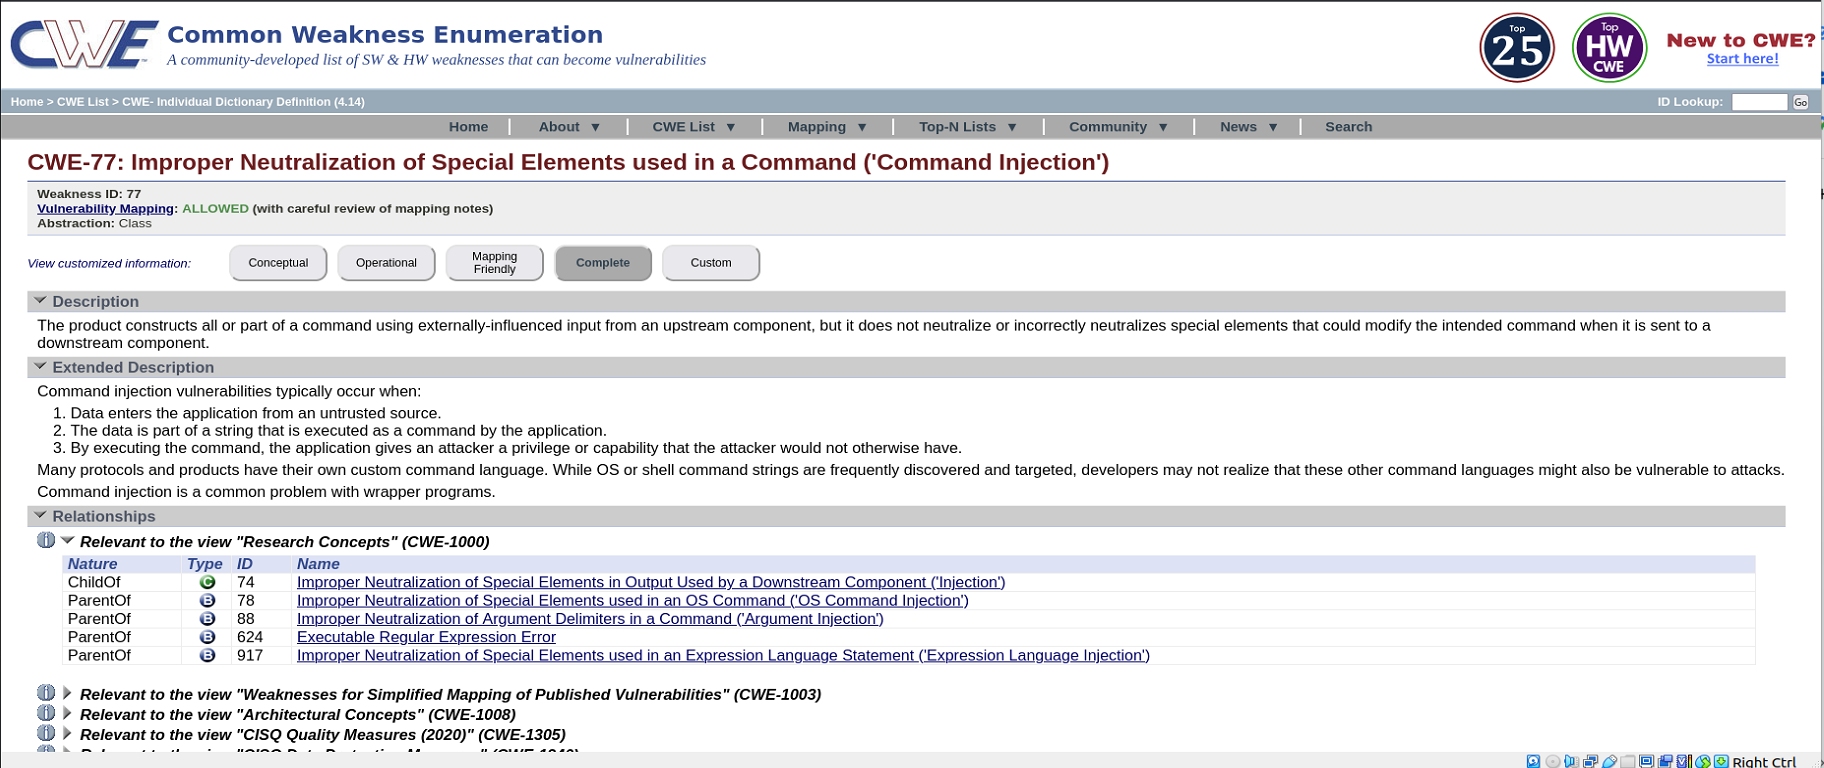 CWE
Common Weakness Enumeration
A community-developed list of SW & HW weaknesses that can become vulnerabilities
Top
25
Top
HW
CWE
New to CWE?
Start here!
Home > CWE List > CWE- Individual Dictionary Definition (4.14)
ID Lookup:
Go
Home
About ▼
CWE List ▼
Mapping ▼
Top-N Lists ▼
Community ▼
News ▼
Search
CWE-77: Improper Neutralization of Special Elements used in a Command ('Command Injection')
Weakness ID: 77
Vulnerability Mapping: ALLOWED (with careful review of mapping notes)
Abstraction: Class
View customized information:
Conceptual
Operational
Mapping
Friendly
Complete
Custom
Description
The product constructs all or part of a command using externally-influenced input from an upstream component, but it does not neutralize or incorrectly neutralizes special elements that could modify the intended command when it is sent to a
downstream component.
Extended Description
Command injection vulnerabilities typically occur when:
1. Data enters the application from an untrusted source.
2. The data is part of a string that is executed as a command by the application.
3. By executing the command, the application gives an attacker a privilege or capability that the attacker would not otherwise have.
Many protocols and products have their own custom command language. While OS or shell command strings are frequently discovered and targeted, developers may not realize that these other command languages might also be vulnerable to attacks.
Command injection is a common problem with wrapper programs.
Relationships
Relevant to the view "Research Concepts" (CWE-1000)
Nature Type ID Name
ChildOf C 74 Improper Neutralization of Special Elements in Output Used by a Downstream Component ('Injection')
ParentOf B 78 Improper Neutralization of Special Elements used in an OS Command ('OS Command Injection')
ParentOf B 88 Improper Neutralization of Argument Delimiters in a Command ('Argument Injection')
ParentOf B 624 Executable Regular Expression Error
ParentOf B 917 Improper Neutralization of Special Elements used in an Expression Language Statement ('Expression Language Injection')
Relevant to the view "Weaknesses for Simplified Mapping of Published Vulnerabilities" (CWE-1003)
Relevant to the view "Architectural Concepts" (CWE-1008)
Relevant to the view "CISQ Quality Measures (2020)" (CWE-1305)
Right Ctrl